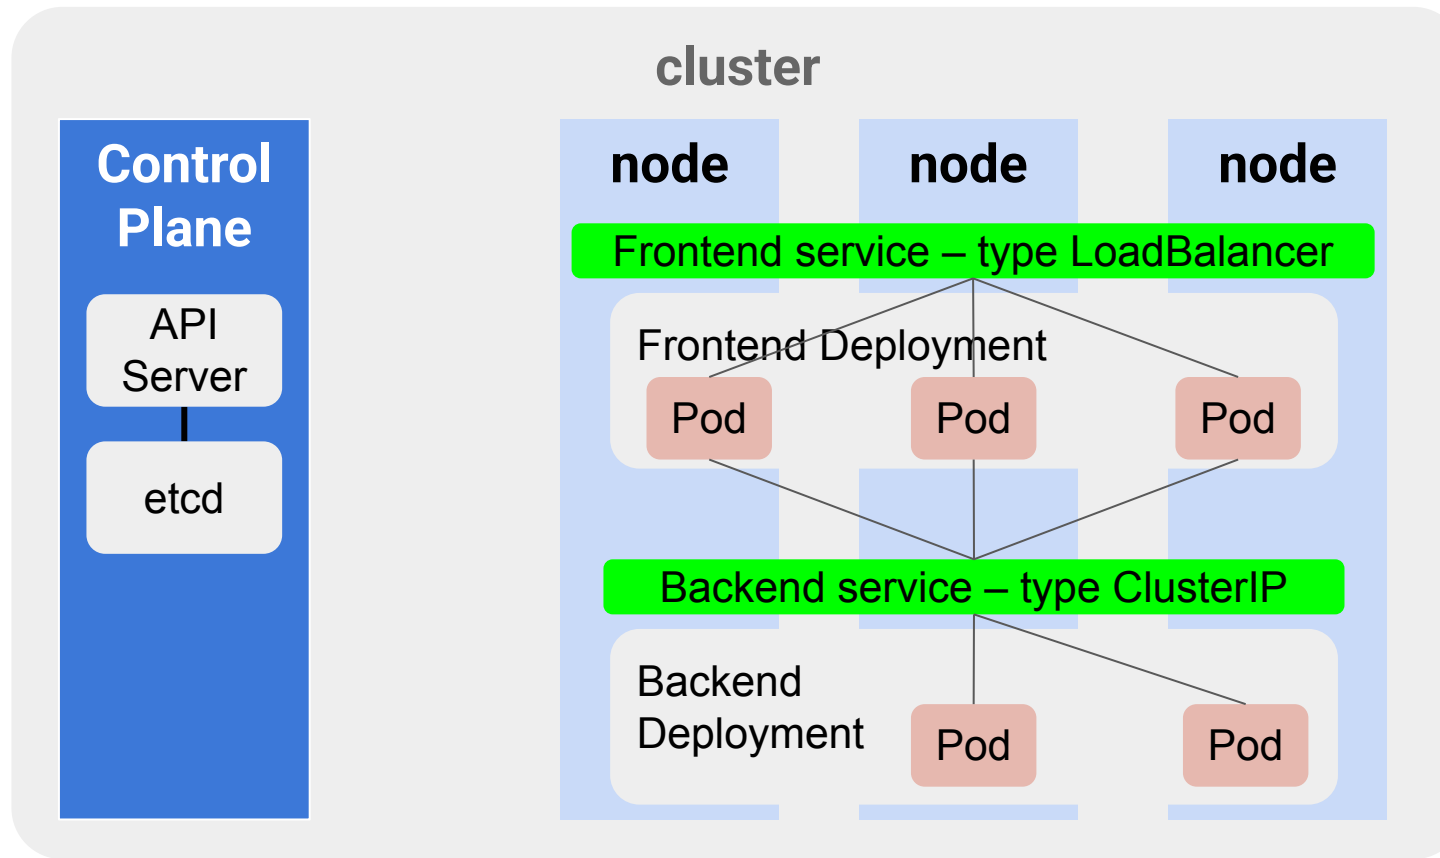 cluster
Control
Plane
API
Server
etcd
node
node
node
Frontend service – type LoadBalancer
Frontend Deployment
Pod
Pod
Pod
Backend service – type ClusterIP
Backend
Deployment
Pod
Pod